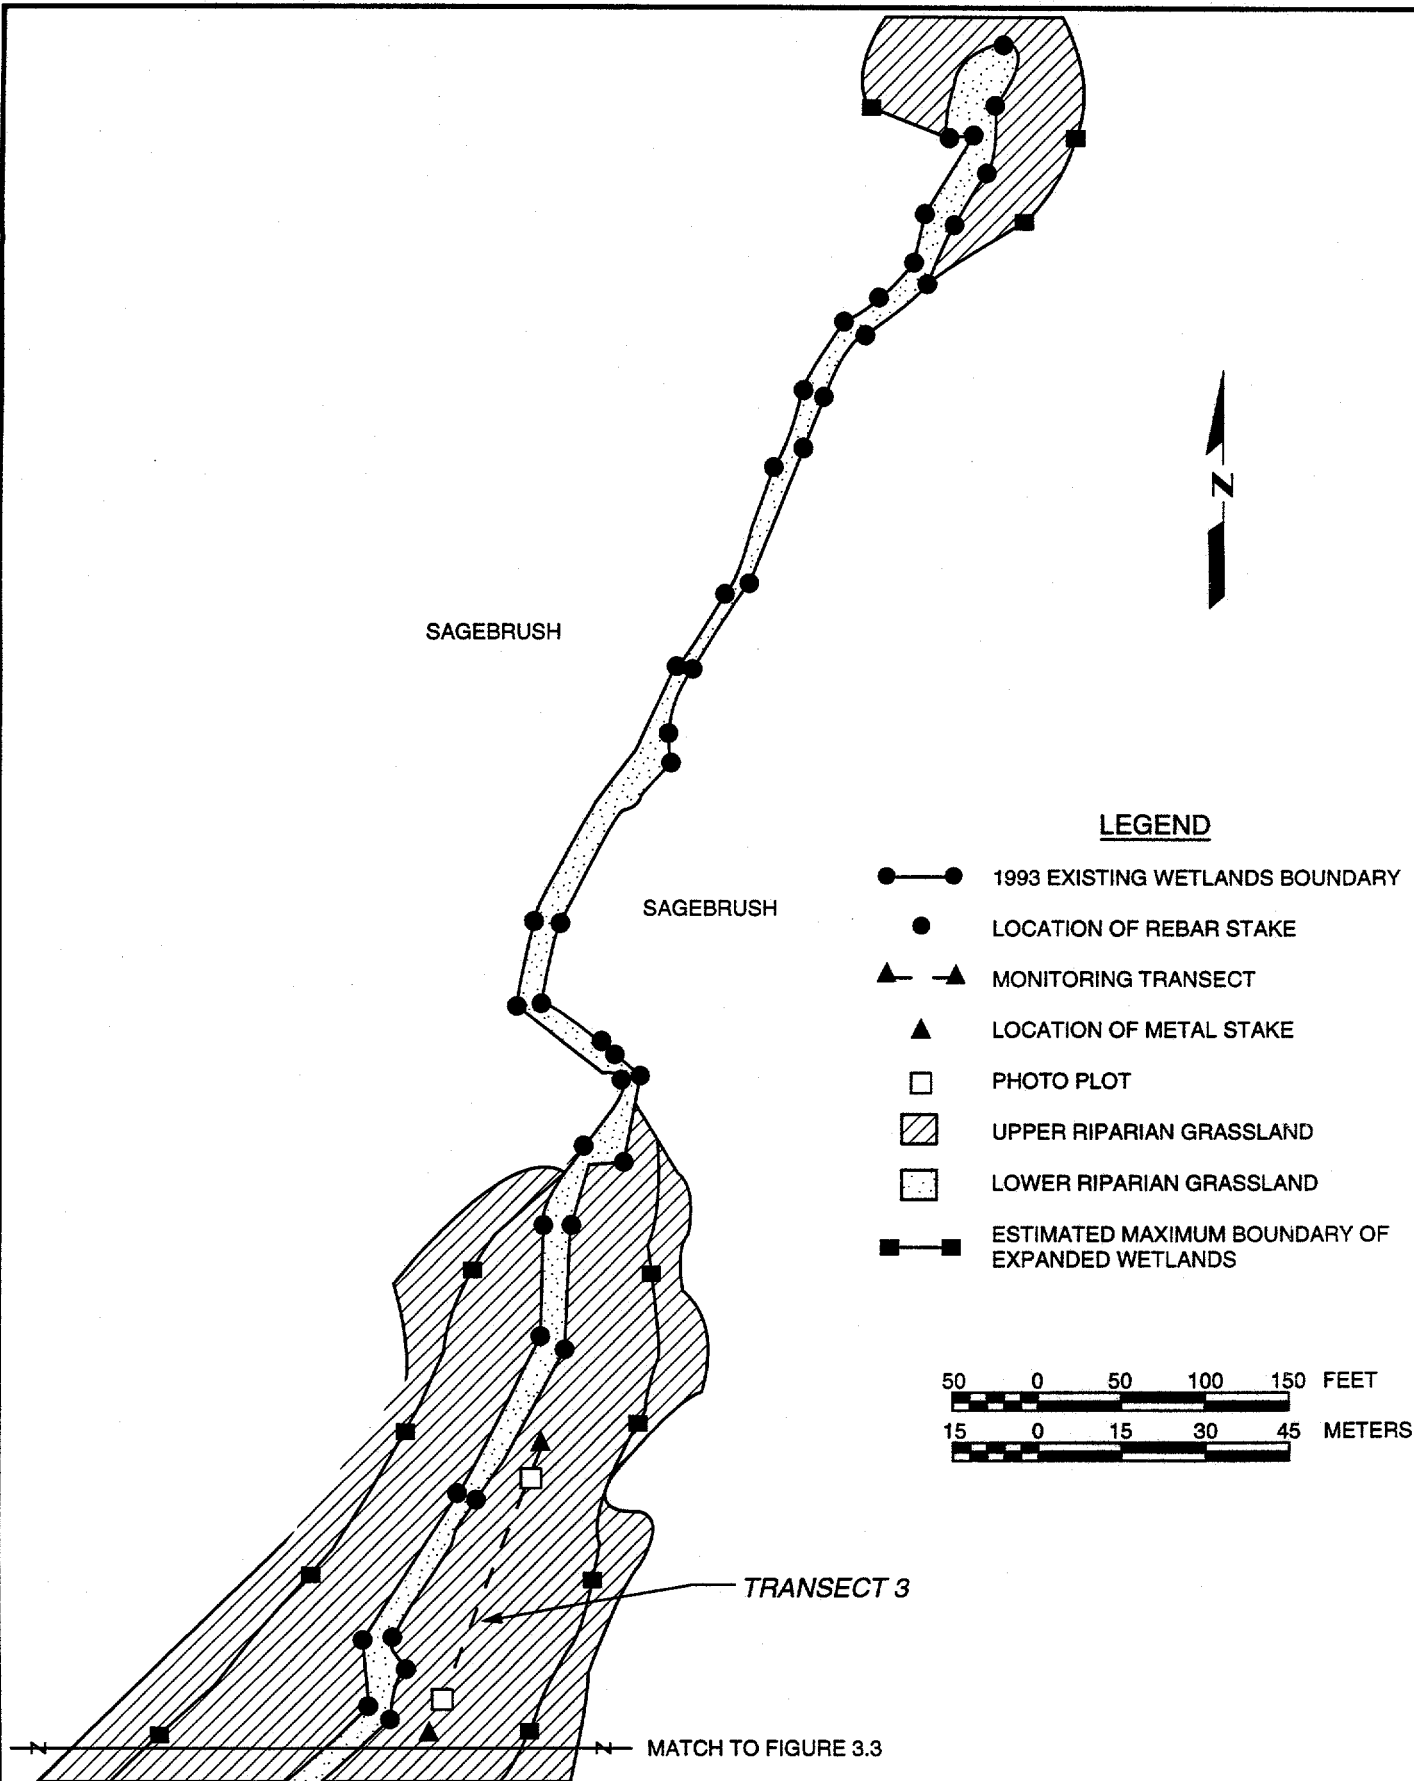 N
SAGEBRUSH
SAGEBRUSH
LEGEND
1993 EXISTING WETLANDS BOUNDARY
LOCATION OF REBAR STAKE
MONITORING TRANSECT
LOCATION OF METAL STAKE
PHOTO PLOT
UPPER RIPARIAN GRASSLAND
LOWER RIPARIAN GRASSLAND
ESTIMATED MAXIMUM BOUNDARY OF
EXPANDED WETLANDS
50 0 50 100 150 FEET
15 0 15 30 45 METERS
TRANSECT 3
MATCH TO FIGURE 3.3